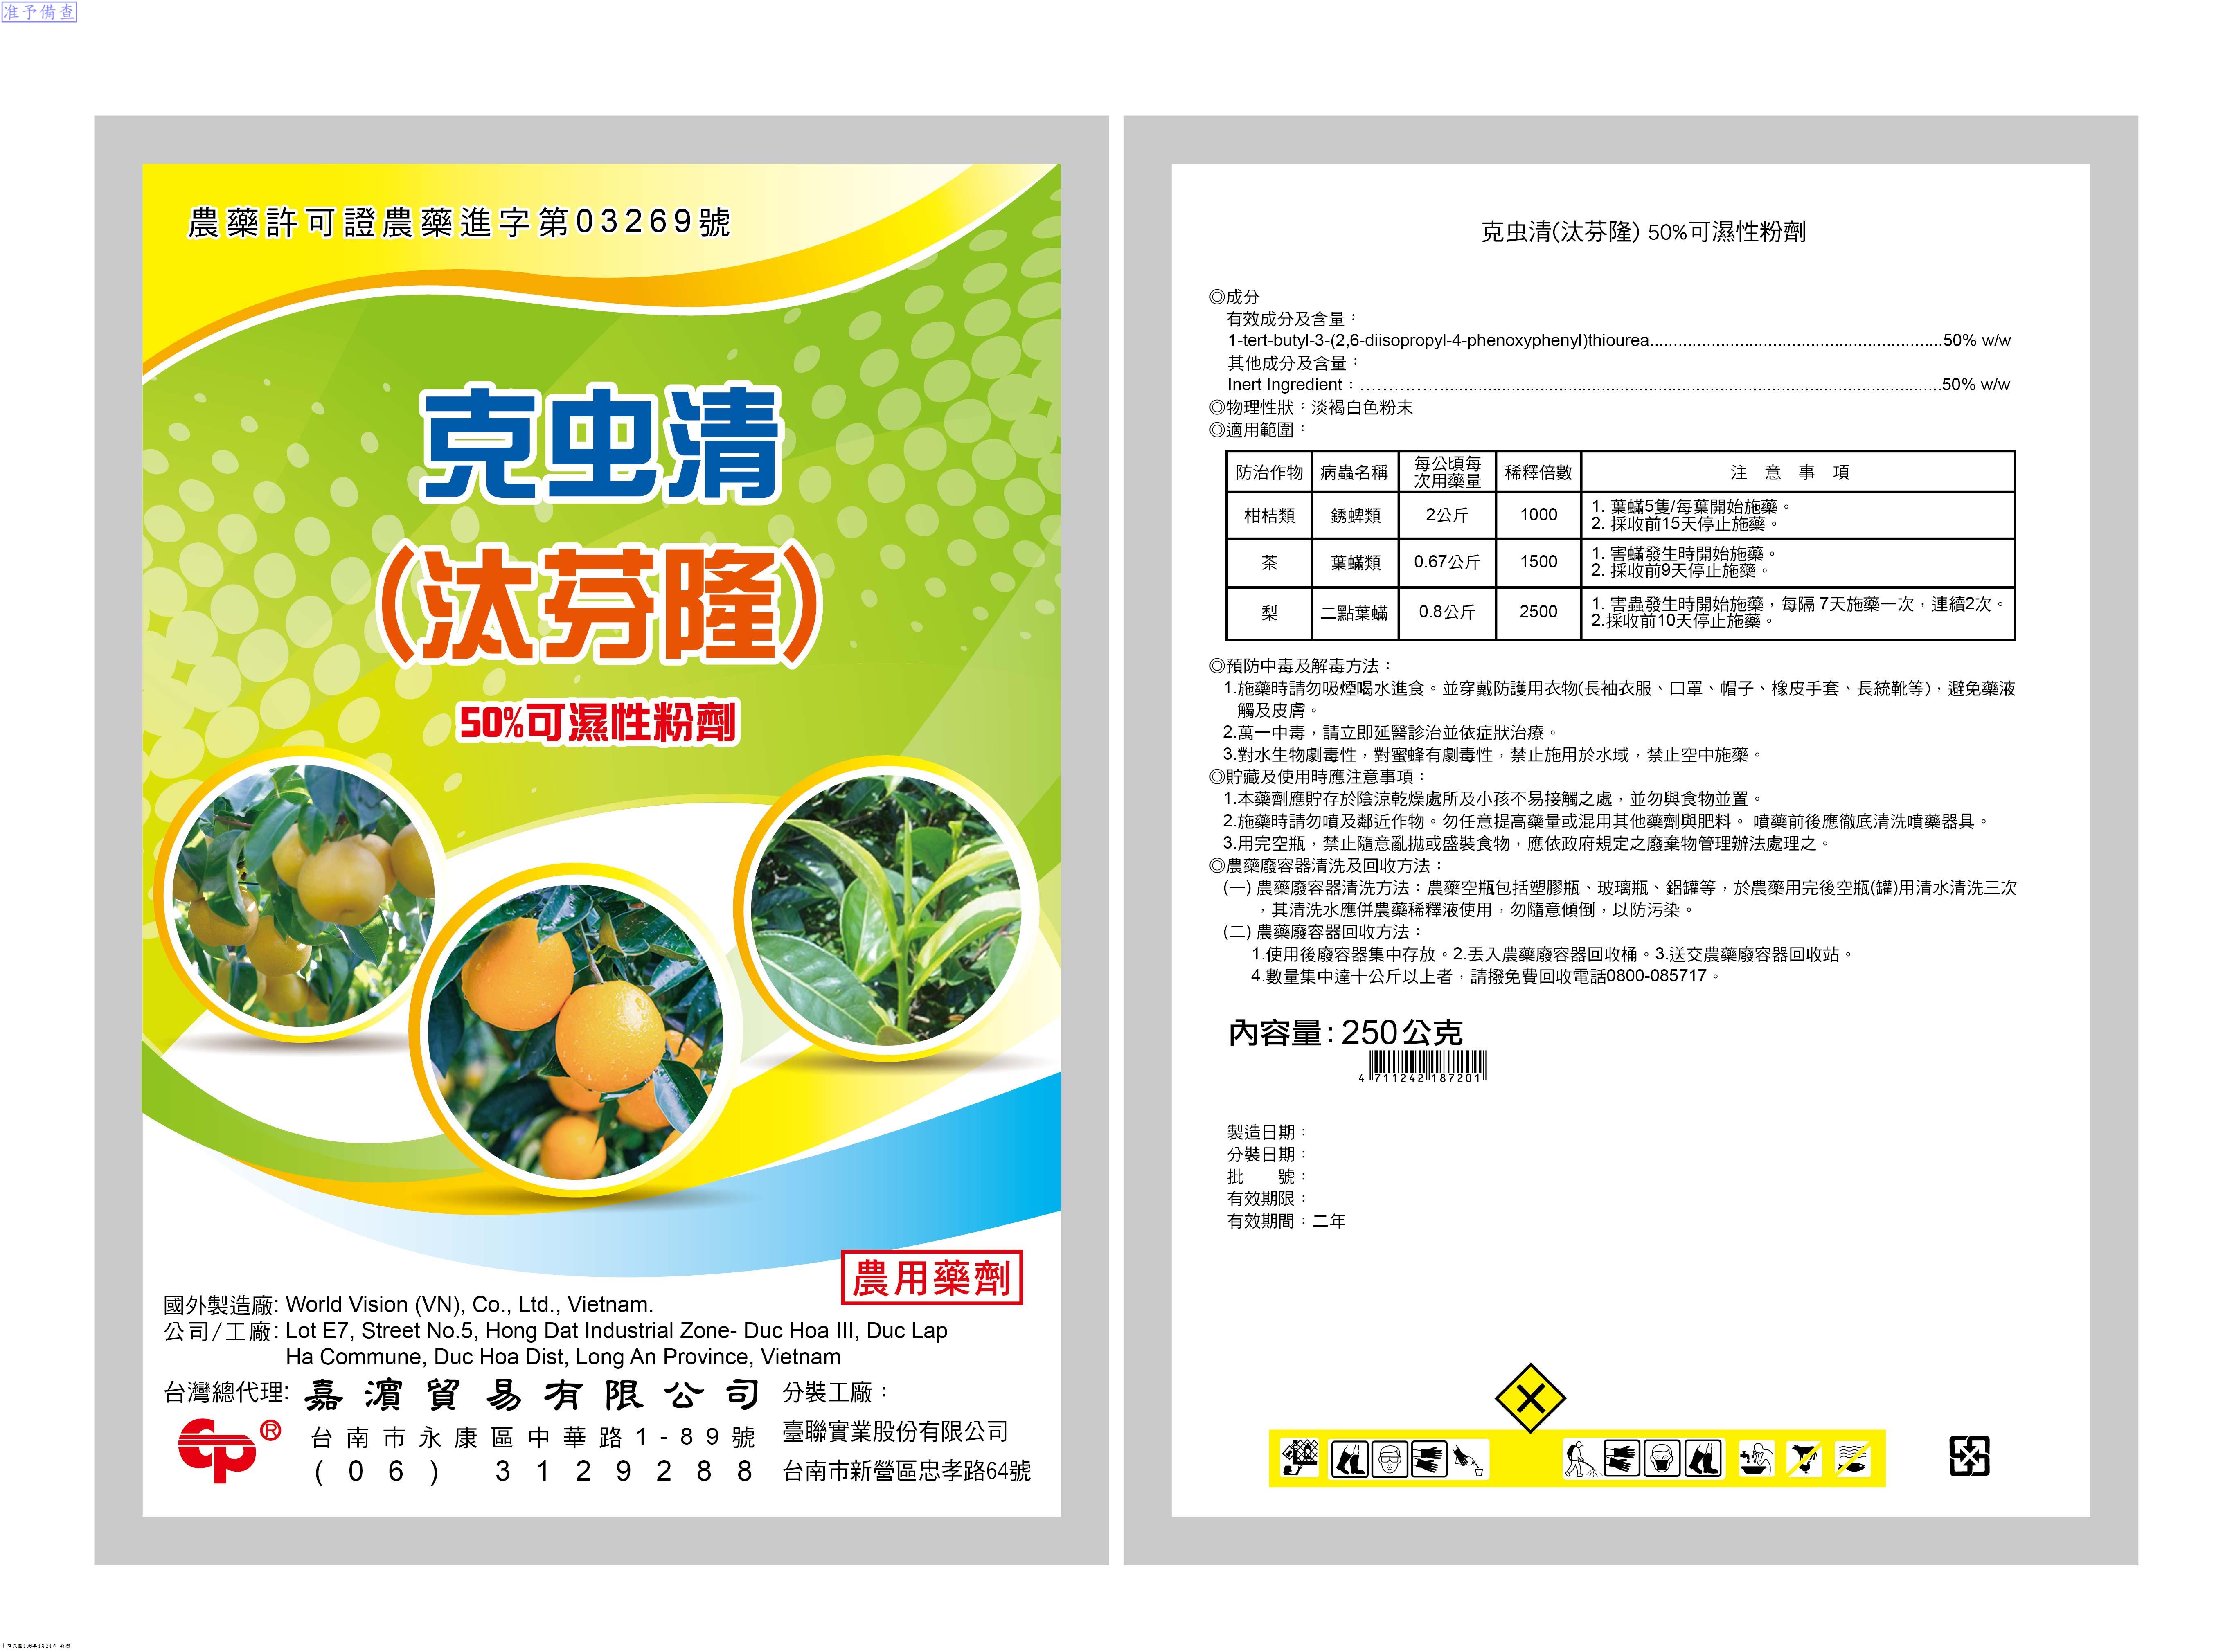 准予備查
農藥許可證農藥進字第03269號
克虫清
(汰芬隆)
50%可濕性粉劑
農用藥劑
國外製造廠: World Vision (VN), Co., Ltd., Vietnam.
公司/工廠: Lot E7, Street No.5, Hong Dat Industrial Zone- Duc Hoa III, Duc Lap
Ha Commune, Duc Hoa Dist, Long An Province, Vietnam
台灣總代理: 嘉濵貿易有限公司
CP®
台南市永康區中華路1-89號
(06) 3129288
分裝工廠：
臺聯實業股份有限公司
台南市新營區忠孝路64號
克虫清(汰芬隆) 50%可濕性粉劑
◎成分
有效成分及含量：
1-tert-butyl-3-(2,6-diisopropyl-4-phenoxyphenyl)thiourea............................................................50% w/w
其他成分及含量：
Inert Ingredient：...................................................................................................................50% w/w
◎物理性狀：淡褐白色粉末
◎適用範圍：
防治作物 病蟲名稱 每公頃每次用藥量 稀釋倍數 注意事項
柑桔類 銹蜱類 2公斤 1000 1. 葉蟎5隻/每葉開始施藥。
2. 採收前15天停止施藥。
茶 葉蟎類 0.67公斤 1500 1. 害蟎發生時開始施藥。
2. 採收前9天停止施藥。
梨 二點葉蟎 0.8公斤 2500 1. 害蟲發生時開始施藥，每隔 7天施藥一次，連續2次。
2.採收前10天停止施藥。
◎預防中毒及解毒方法：
1.施藥時請勿吸煙喝水進食。並穿戴防護用衣物(長袖衣服、口罩、帽子、橡皮手套、長統靴等)，避免藥液
觸及皮膚。
2.萬一中毒，請立即延醫診治並依症狀治療。
3.對水生物劇毒性，對蜜蜂有劇毒性，禁止施用於水域，禁止空中施藥。
◎貯藏及使用時應注意事項：
1.本藥劑應貯存於陰涼乾燥處所及小孩不易接觸之處，並勿與食物並置。
2.施藥時請勿噴及鄰近作物。勿任意提高藥量或混用其他藥劑與肥料。 噴藥前後應徹底清洗噴藥器具。
3.用完空瓶，禁止隨意亂拋或盛裝食物，應依政府規定之廢棄物管理辦法處理之。
◎農藥廢容器清洗及回收方法：
(一) 農藥廢容器清洗方法：農藥空瓶包括塑膠瓶、玻璃瓶、鋁罐等，於農藥用完後空瓶(罐)用清水清洗三次
，其清洗水應併農藥稀釋液使用，勿隨意傾倒，以防污染。
(二) 農藥廢容器回收方法：
1.使用後廢容器集中存放。2.丟入農藥廢容器回收桶。3.送交農藥廢容器回收站。
4.數量集中達十公斤以上者，請撥免費回收電話0800-085717。
內容量：250公克
4 711242 187201
製造日期：
分裝日期：
批　　號：
有效期限：
有效期間：二年
中華民國106年4月24日